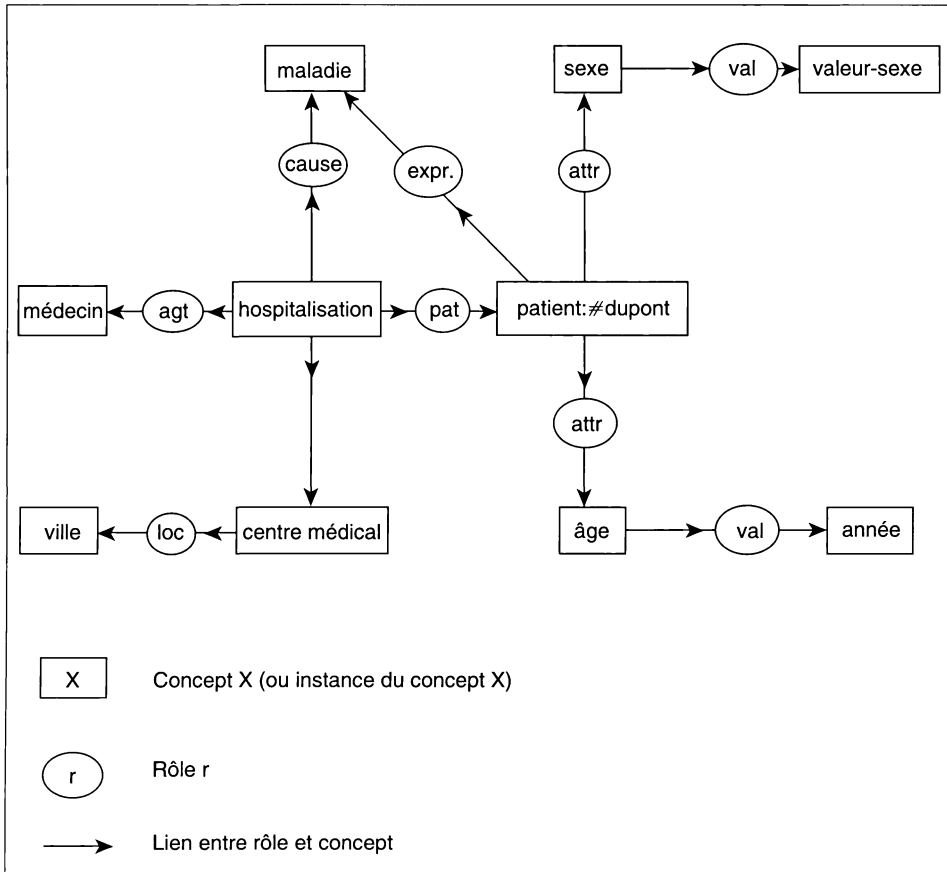 maladie
sexe
val
valeur-sexe
cause
expr.
attr
médecin
agt
hospitalisation
pat
patient:#dupont
attr
ville
loc
centre médical
âge
val
année
X
Concept X (ou instance du concept X)
r
Rôle r
Lien entre rôle et concept